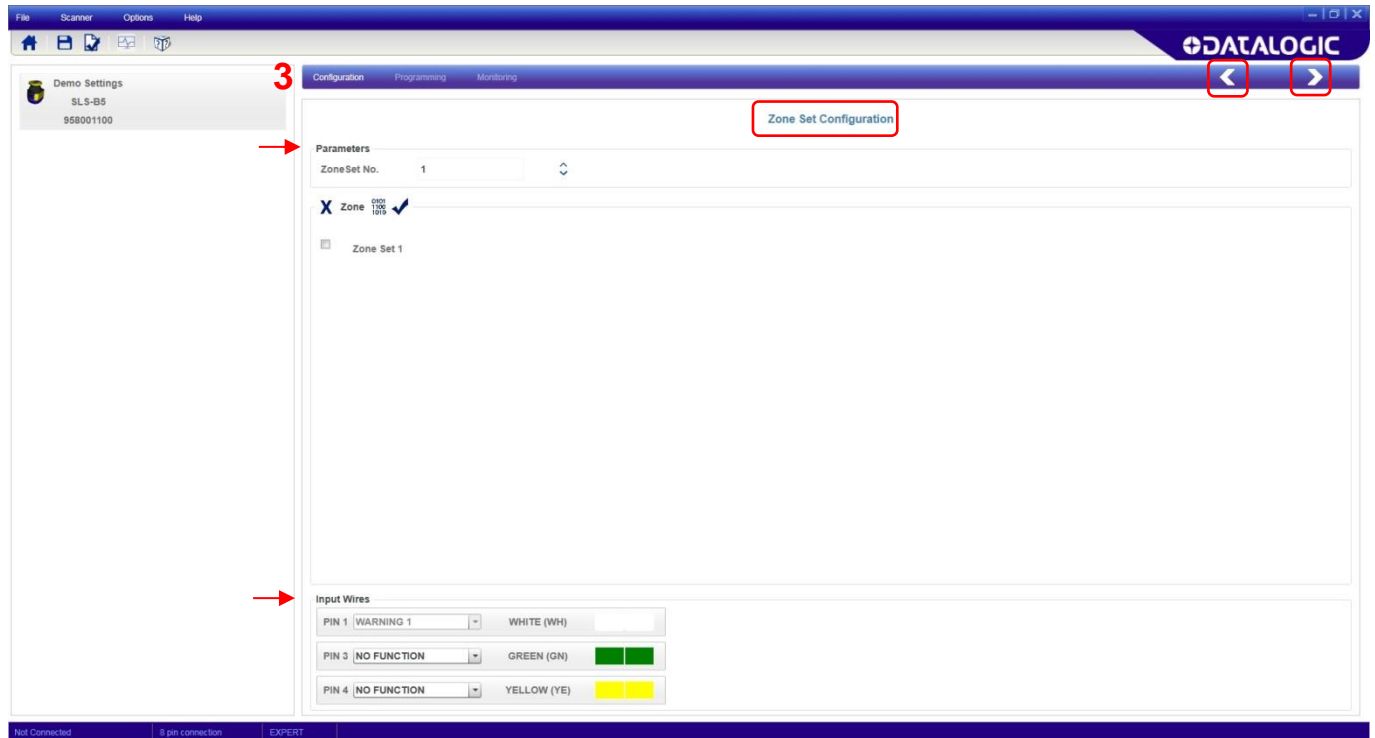 File Scanner Options Help
DATALOGIC
Demo Settings
SLS-B5
958001100
3
Configuration Programming Monitoring
Zone Set Configuration
Parameters
ZoneSet No. 1
X Zone 0101 1100 1010
Zone Set 1
Input Wires
PIN 1 WARNING 1 WHITE (WH)
PIN 3 NO FUNCTION GREEN (GN)
PIN 4 NO FUNCTION YELLOW (YE)
Not Connected 8 pin connection EXPERT